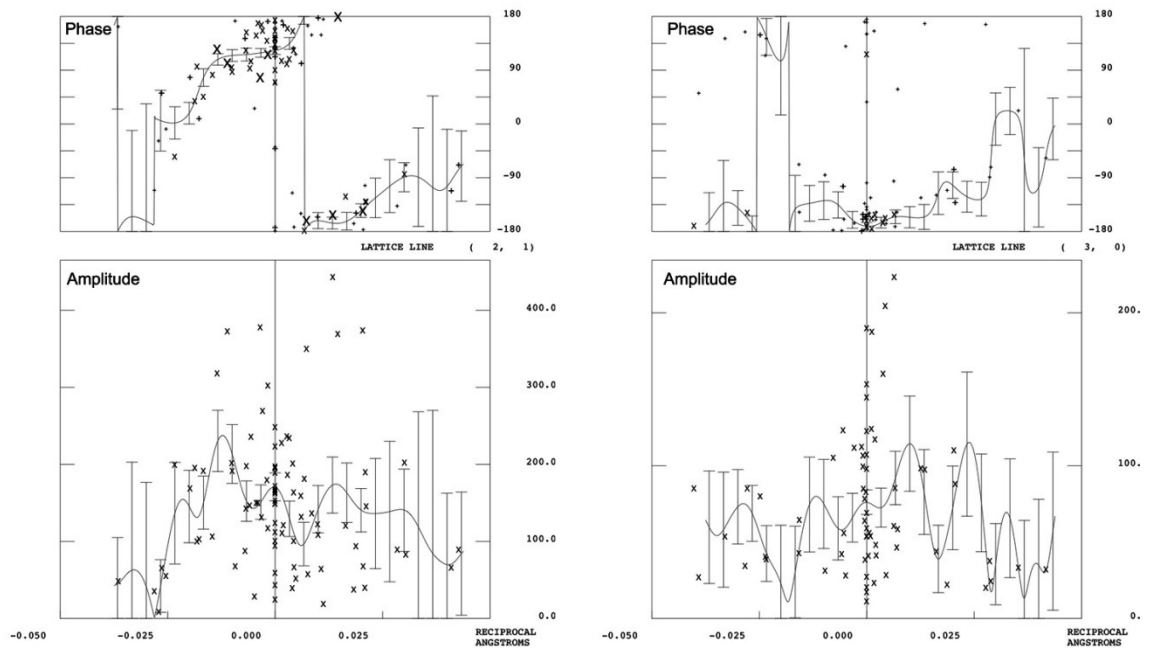 Phase
180
90
0
-90
-180
LATTICE LINE ( 2, 1)
Amplitude
400.0
300.0
200.0
100.0
0.0
-0.050 -0.025 0.000 0.025 RECIPROCAL
ANGSTROMS
Phase
180
90
0
-90
-180
LATTICE LINE ( 3, 0)
Amplitude
200.
100.
0.
-0.050 -0.025 0.000 0.025 RECIPROCAL
ANGSTROMS